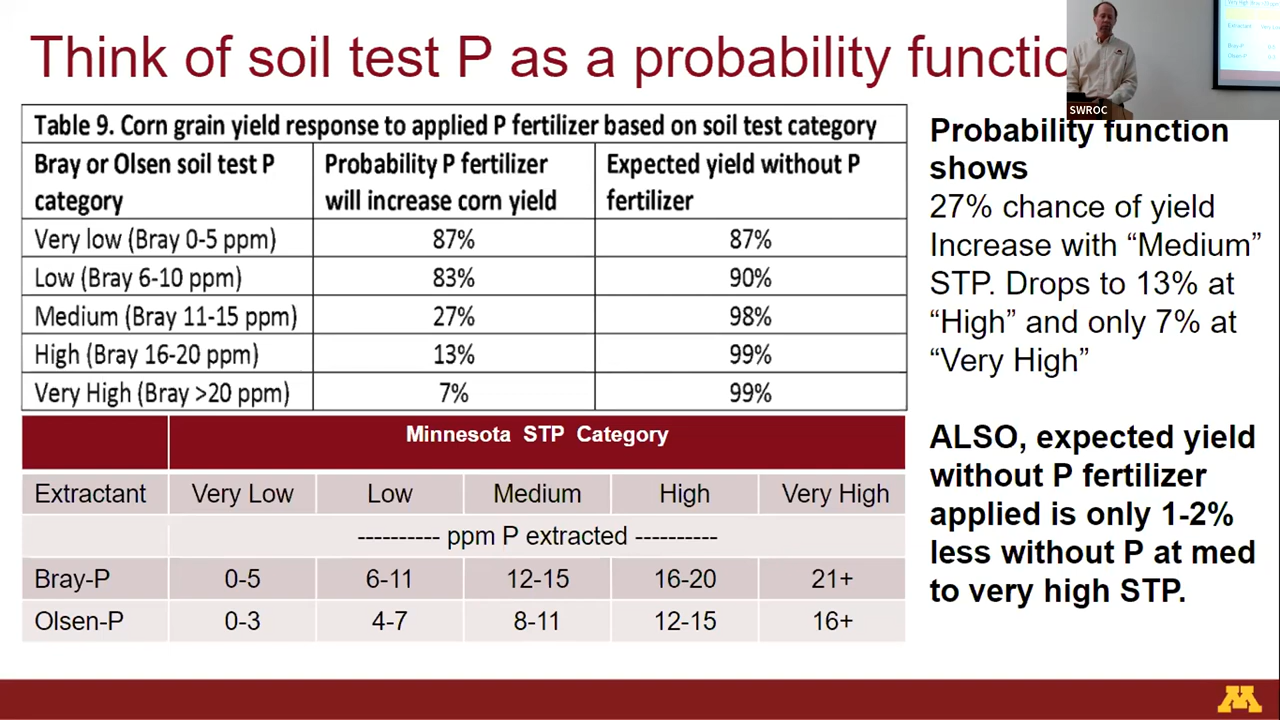 Think of soil test P as a probability functio
SWROC
Table 9. Corn grain yield response to applied P fertilizer based on soil test category
Bray or Olsen soil test P category | Probability P fertilizer will increase corn yield | Expected yield without P fertilizer
Very low (Bray 0-5 ppm) | 87% | 87%
Low (Bray 6-10 ppm) | 83% | 90%
Medium (Bray 11-15 ppm) | 27% | 98%
High (Bray 16-20 ppm) | 13% | 99%
Very High (Bray >20 ppm) | 7% | 99%
Minnesota STP Category
Extractant | Very Low | Low | Medium | High | Very High
---------- ppm P extracted ----------
Bray-P | 0-5 | 6-11 | 12-15 | 16-20 | 21+
Olsen-P | 0-3 | 4-7 | 8-11 | 12-15 | 16+
Probability function
shows
27% chance of yield
Increase with “Medium”
STP. Drops to 13% at
“High” and only 7% at
“Very High”
ALSO, expected yield
without P fertilizer
applied is only 1-2%
less without P at med
to very high STP.
M